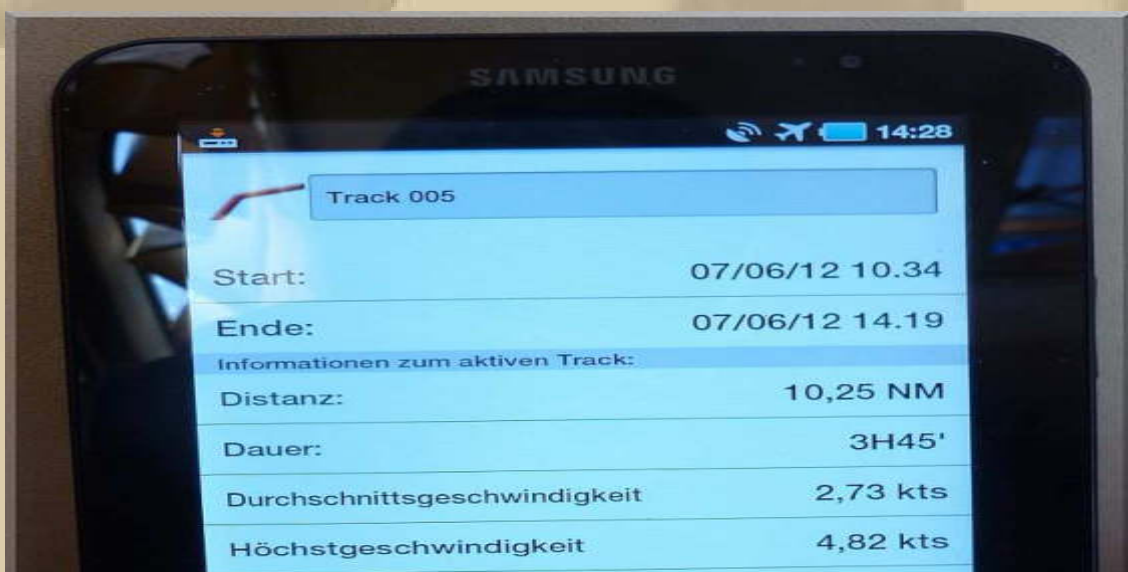 SAMSUNG
14:28
Track 005
Start: 07/06/12 10.34
Ende: 07/06/12 14.19
Informationen zum aktiven Track:
Distanz: 10,25 NM
Dauer: 3H45'
Durchschnittsgeschwindigkeit 2,73 kts
Höchstgeschwindigkeit 4,82 kts